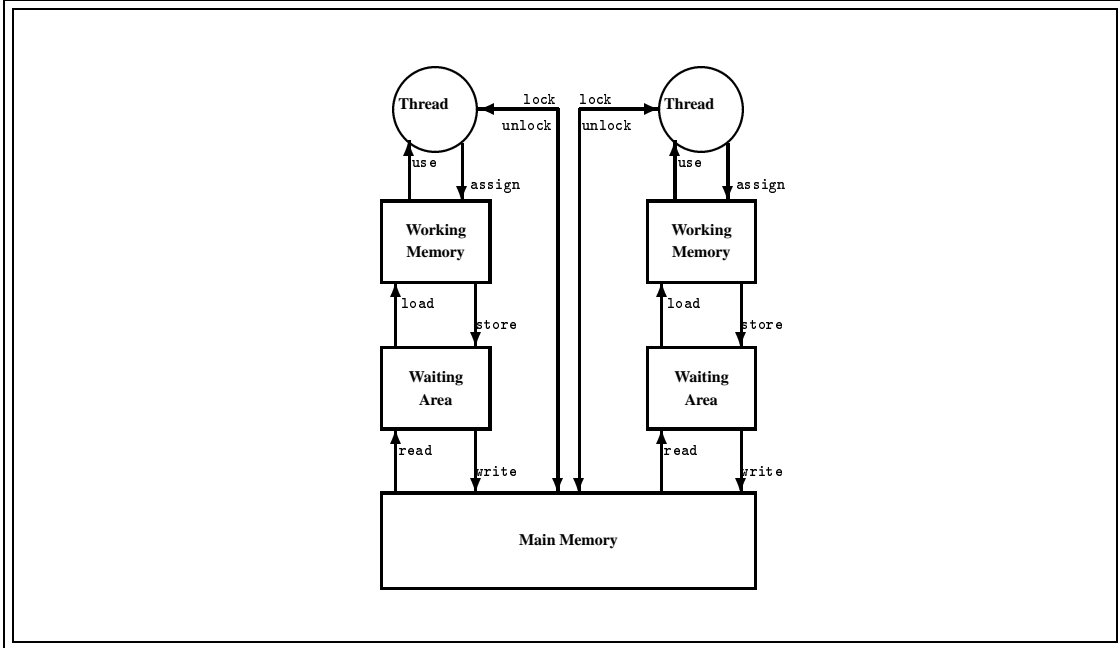 Thread
lock
lock
Thread
unlock
unlock
use
use
assign
assign
Working
Memory
Working
Memory
load
load
store
store
Waiting
Area
Waiting
Area
read
read
write
write
Main Memory